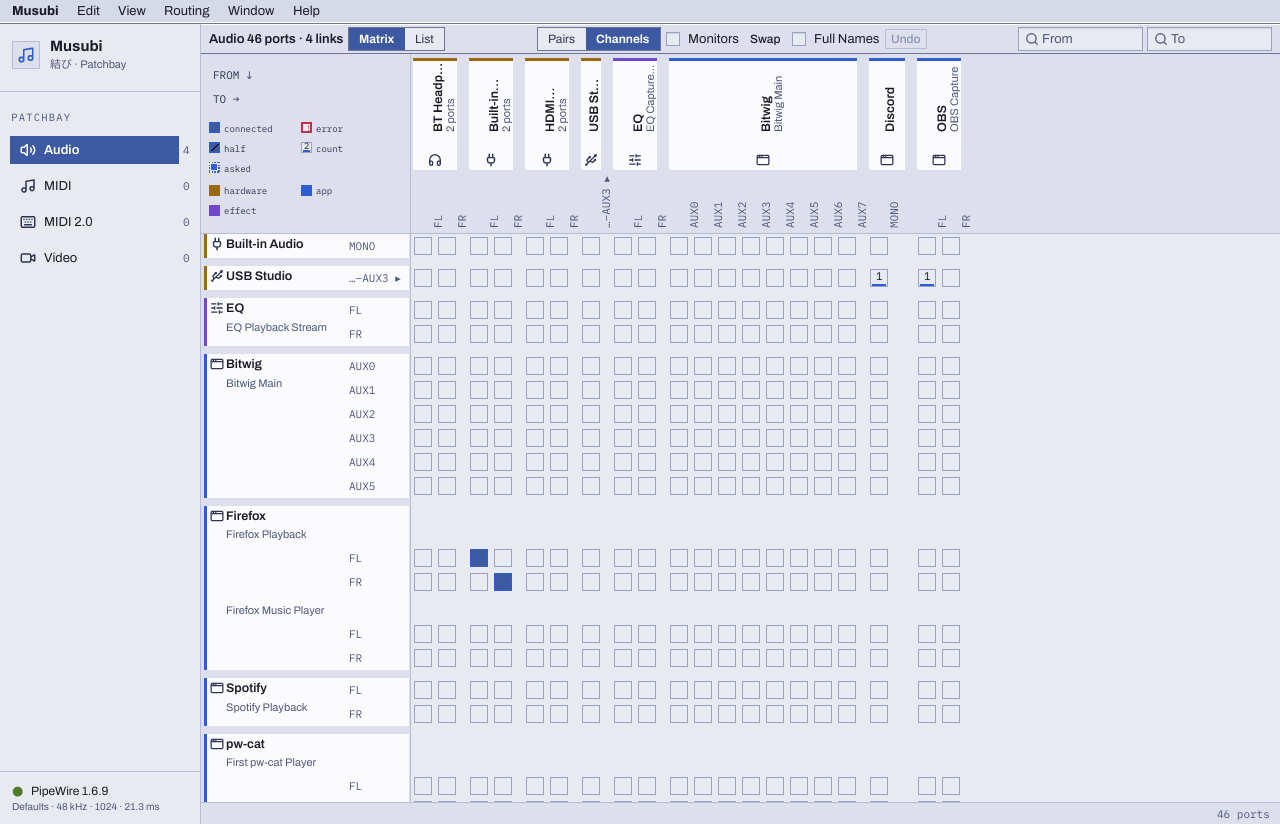 Musubi Edit View Routing Window Help
Musubi
結び · Patchbay
PATCHBAY
Audio 4
MIDI 0
MIDI 2.0 0
Video 0
PipeWire 1.6.9
Defaults · 48 kHz · 1024 · 21.3 ms
Audio 46 ports · 4 links Matrix List Pairs Channels Monitors Swap Full Names Undo From To
FROM ↓
TO →
connected error
half 2 count
asked
hardware app
effect
BT Headp…
2 ports
Built-in…
2 ports
HDMI…
2 ports
USB St…
EQ
EQ Capture…
Bitwig
Bitwig Main
Discord
OBS
OBS Capture
FL FR FL FR FL FR …–AUX3 ▸ FL FR AUX0 AUX1 AUX2 AUX3 AUX4 AUX5 AUX6 AUX7 MONO FL FR
Built-in Audio MONO
USB Studio …–AUX3 ▸ 1 1
EQ FL
EQ Playback Stream FR
Bitwig AUX0
Bitwig Main AUX1
AUX2
AUX3
AUX4
AUX5
Firefox
Firefox Playback
FL
FR
Firefox Music Player
FL
FR
Spotify FL
Spotify Playback FR
pw-cat
First pw-cat Player
FL
46 ports